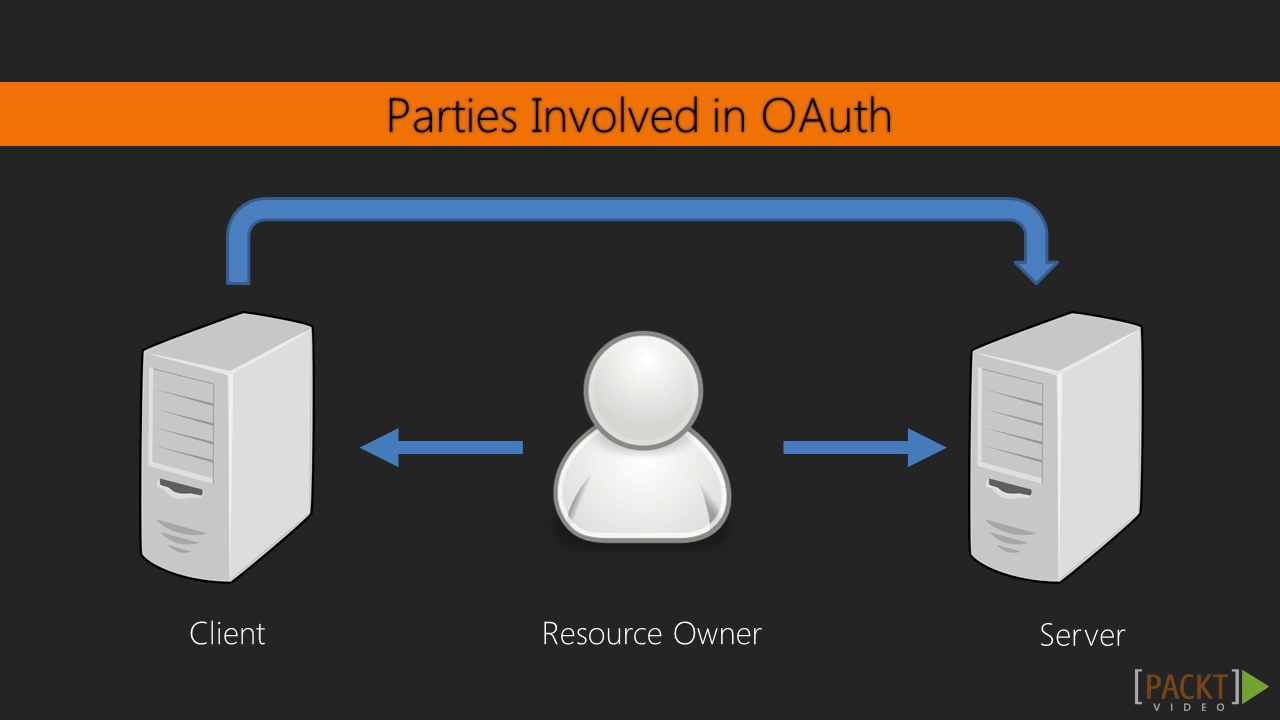 Parties Involved in OAuth
Client
Resource Owner
Server
[PACKT]
VIDEO